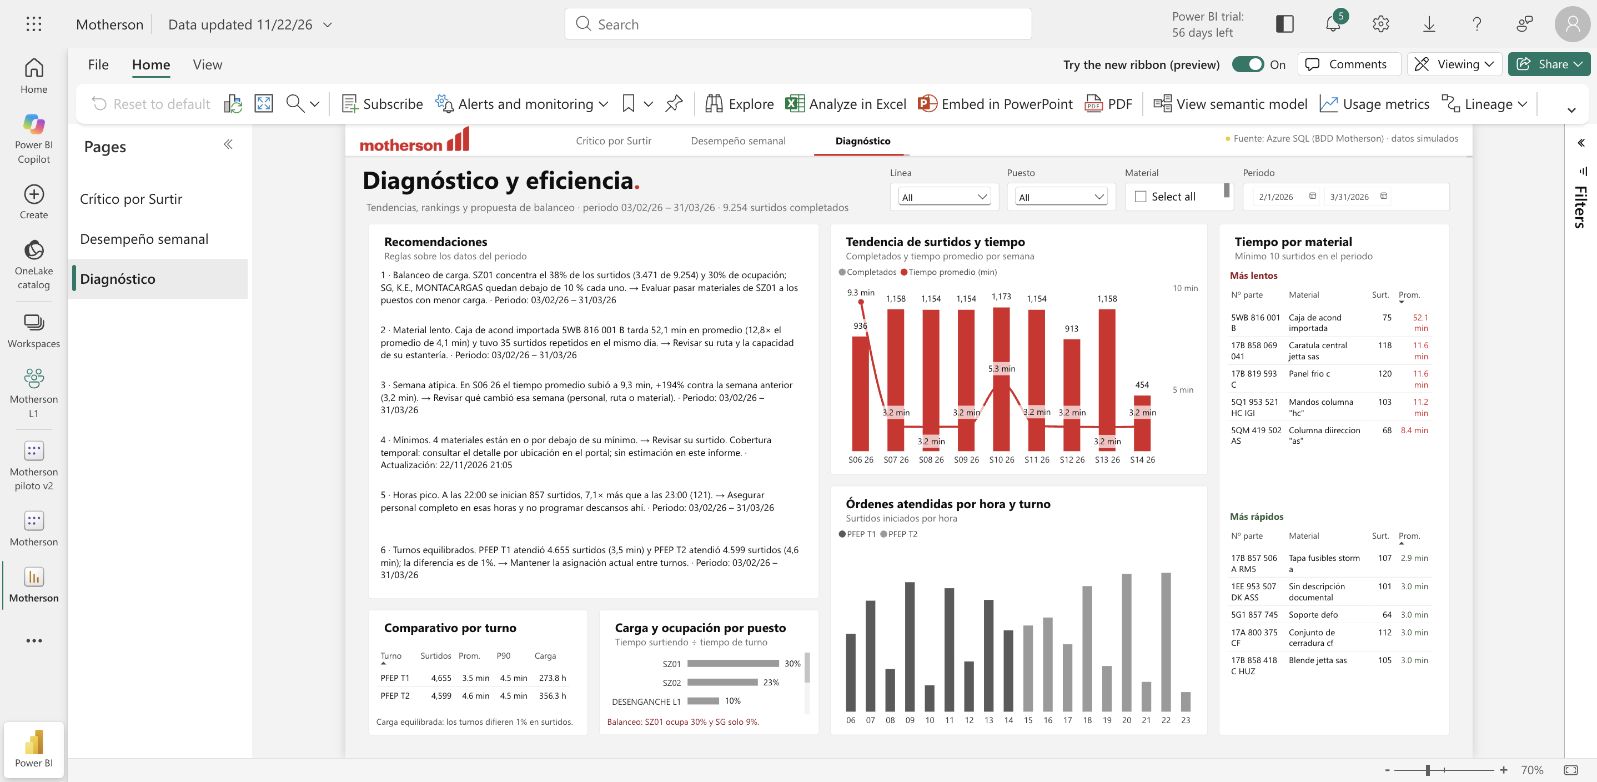 Motherson
Data updated 11/22/26
Search
Power BI trial:
56 days left
5
File
Home
View
Try the new ribbon (preview)
On
Comments
Viewing
Share
Reset to default
Subscribe
Alerts and monitoring
Explore
Analyze in Excel
Embed in PowerPoint
PDF
View semantic model
Usage metrics
Lineage
Home
Power BI
Copilot
Create
OneLake
catalog
Workspaces
Motherson
L1
Motherson
piloto v2
Motherson
Motherson
Power BI
Pages
Crítico por Surtir
Desempeño semanal
Diagnóstico
motherson
Crítico por Surtir
Desempeño semanal
Diagnóstico
Fuente: Azure SQL (BDD Motherson) · datos simulados
Diagnóstico y eficiencia.
Tendencias, rankings y propuesta de balanceo · periodo 03/02/26 – 31/03/26 · 9.254 surtidos completados
Línea
All
Puesto
All
Material
Select all
Periodo
2/1/2026
3/31/2026
Filters
Recomendaciones
Reglas sobre los datos del periodo
1 · Balanceo de carga. SZ01 concentra el 38% de los surtidos (3.471 de 9.254) y 30% de ocupación;
SG, K.E., MONTACARGAS quedan debajo de 10 % cada uno. → Evaluar pasar materiales de SZ01 a los
puestos con menor carga. · Periodo: 03/02/26 – 31/03/26
2 · Material lento. Caja de acond importada 5WB 816 001 B tarda 52,1 min en promedio (12,8× el
promedio de 4,1 min) y tuvo 35 surtidos repetidos en el mismo día. → Revisar su ruta y la capacidad
de su estantería. · Periodo: 03/02/26 – 31/03/26
3 · Semana atípica. En S06 26 el tiempo promedio subió a 9,3 min, +194% contra la semana anterior
(3,2 min). → Revisar qué cambió esa semana (personal, ruta o material). · Periodo: 03/02/26 –
31/03/26
4 · Mínimos. 4 materiales están en o por debajo de su mínimo. → Revisar su surtido. Cobertura
temporal: consultar el detalle por ubicación en el portal; sin estimación en este informe. ·
Actualización: 22/11/2026 21:05
5 · Horas pico. A las 22:00 se inician 857 surtidos, 7,1× más que a las 23:00 (121). → Asegurar
personal completo en esas horas y no programar descansos ahí. · Periodo: 03/02/26 – 31/03/26
6 · Turnos equilibrados. PFEP T1 atendió 4.655 surtidos (3,5 min) y PFEP T2 atendió 4.599 surtidos (4,6
min); la diferencia es de 1%. → Mantener la asignación actual entre turnos. · Periodo: 03/02/26 –
31/03/26
Comparativo por turno
Turno Surtidos Prom. P90 Carga
PFEP T1 4,655 3.5 min 4.5 min 273.8 h
PFEP T2 4,599 4.6 min 4.5 min 356.3 h
Carga equilibrada: los turnos difieren 1% en surtidos.
Carga y ocupación por puesto
Tiempo surtiendo ÷ tiempo de turno
SZ01 30%
SZ02 23%
DESENGANCHE L1 10%
Balanceo: SZ01 ocupa 30% y SG solo 9%.
Tendencia de surtidos y tiempo
Completados y tiempo promedio por semana
Completados Tiempo promedio (min)
9.3 min
936
1,158
1,154
1,154
1,173
1,154
913
1,158
454
10 min
5 min
3.2 min
3.2 min
3.2 min
5.3 min
3.2 min
3.2 min
3.2 min
3.2 min
S06 26 S07 26 S08 26 S09 26 S10 26 S11 26 S12 26 S13 26 S14 26
Órdenes atendidas por hora y turno
Surtidos iniciados por hora
PFEP T1 PFEP T2
06 07 08 09 10 11 12 13 14 15 16 17 18 19 20 21 22 23
Tiempo por material
Mínimo 10 surtidos en el periodo
Más lentos
N° parte Material Surt. Prom.
5WB 816 001 Caja de acond 75 52.1
B importada min
17B 858 069 Caratula central 118 11.6
041 jetta sas min
17B 819 593 Panel frio c 120 11.6
C min
5Q1 953 521 Mandos columna 103 11.2
HC IGI "hc" min
5QM 419 502 Columna diireccion 68 8.4 min
AS "as"
Más rápidos
N° parte Material Surt. Prom.
17B 857 506 Tapa fusibles storm 107 2.9 min
A RMS a
1EE 953 507 Sin descripción 101 3.0 min
DK ASS documental
5G1 857 745 Soporte defo 64 3.0 min
17A 800 375 Conjunto de 112 3.0 min
CF cerradura cf
17B 858 418 Blende jetta sas 105 3.0 min
C HUZ
- + 70%